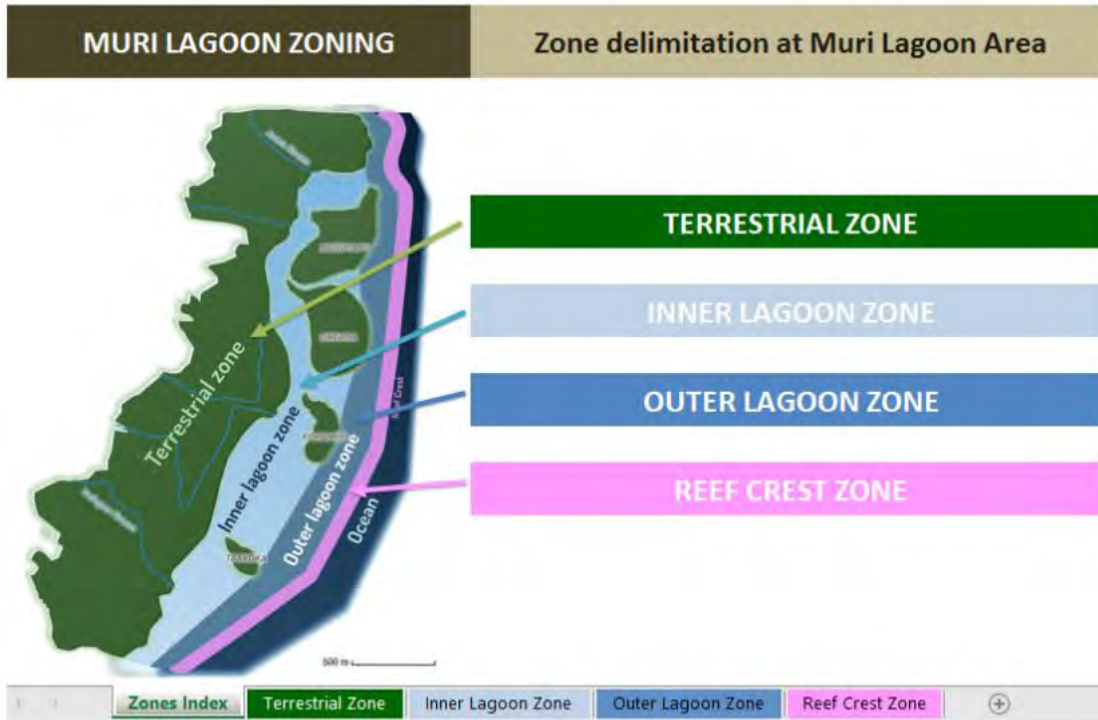 MURI LAGOON ZONING
Zone delimitation at Muri Lagoon Area
TERRESTRIAL ZONE
INNER LAGOON ZONE
OUTER LAGOON ZONE
REEF CREST ZONE
Terrestrial zone
Inner lagoon zone
Outer lagoon zone
Reef Crest
Ocean
500 m
Zones Index
Terrestrial Zone
Inner Lagoon Zone
Outer Lagoon Zone
Reef Crest Zone